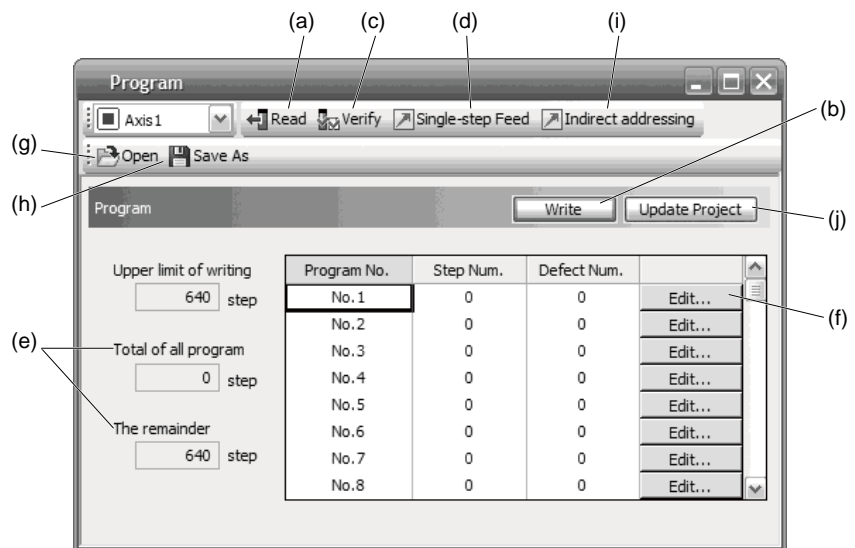 (a) (c) (d) (i)
Program
Axis1 Read Verify Single-step Feed Indirect addressing
(b)
(g) Open Save As
(h)
Program Write Update Project
(j)
Upper limit of writing Program No. Step Num. Defect Num.
640 step No.1 0 0 Edit...
(f)
No.2 0 0 Edit...
(e) Total of all program No.3 0 0 Edit...
0 step No.4 0 0 Edit...
No.5 0 0 Edit...
The remainder No.6 0 0 Edit...
640 step No.7 0 0 Edit...
No.8 0 0 Edit...